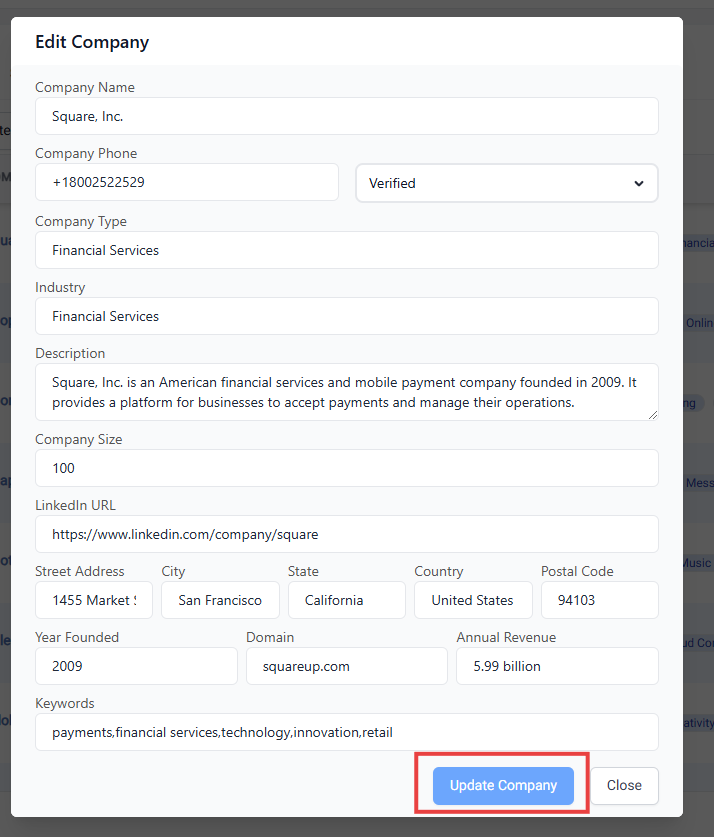 Edit Company
Company Name
Square, Inc.
Company Phone
+18002522529
Verified
Company Type
Financial Services
Industry
Financial Services
Description
Square, Inc. is an American financial services and mobile payment company founded in 2009. It
provides a platform for businesses to accept payments and manage their operations.
Company Size
100
LinkedIn URL
https://www.linkedin.com/company/square
Street Address City State Country Postal Code
1455 Market San Francisco California United States 94103
Year Founded Domain Annual Revenue
2009 squareup.com 5.99 billion
Keywords
payments,financial services,technology,innovation,retail
Update Company Close
Online
Music